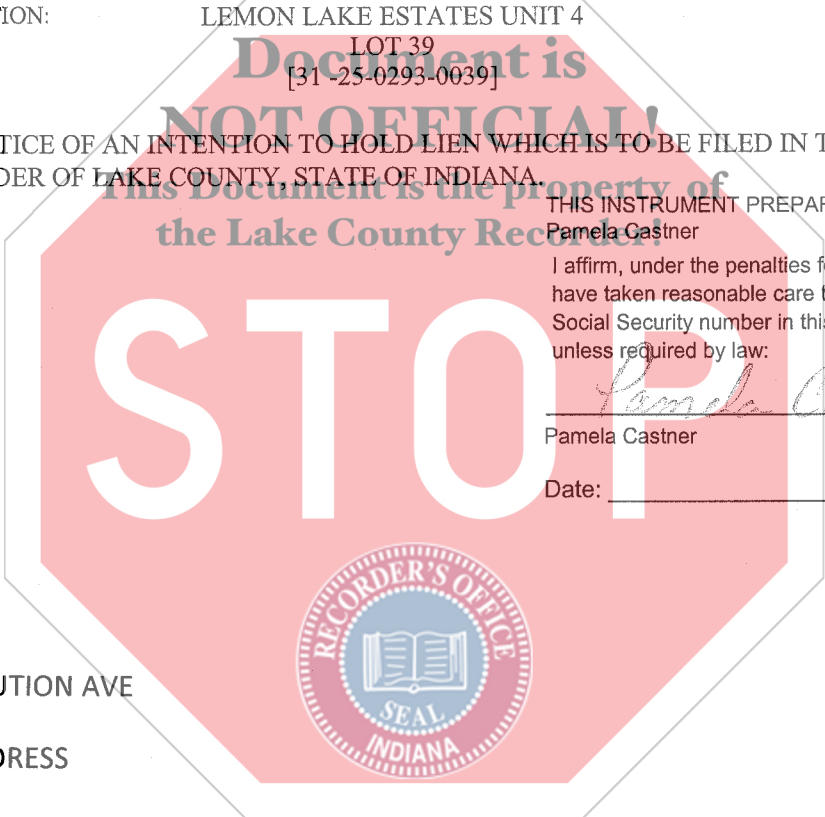 TION: LEMON LAKE ESTATES UNIT 4
LOT 39
[31 -25-0293-0039]
Document is
NOT OFFICIAL!
This Document is the property of
the Lake County Recorder!
TICE OF AN INTENTION TO HOLD LIEN WHICH IS TO BE FILED IN T
DER OF LAKE COUNTY, STATE OF INDIANA.
THIS INSTRUMENT PREPAR
Pamela Castner
I affirm, under the penalties f
have taken reasonable care t
Social Security number in this
unless required by law:
Pamela C
Pamela Castner
Date:
STOP
RECORDER'S OFFICE
SEAL
INDIANA
UTION AVE
DRESS